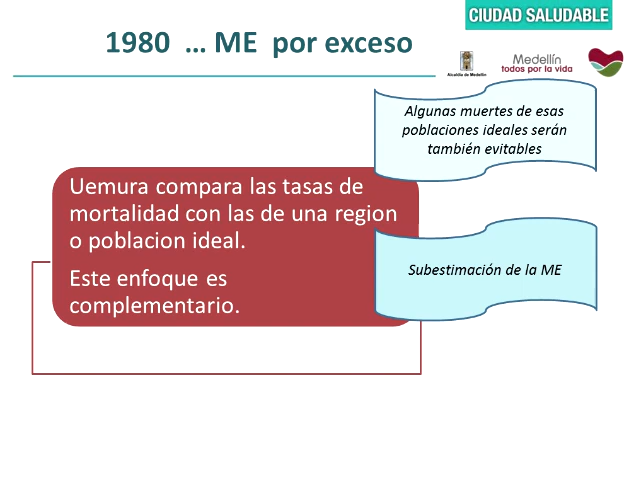 CIUDAD SALUDABLE
1980 ... ME por exceso
Alcaldía de Medellín
Medellín
todos por la vida
Algunas muertes de esas
poblaciones ideales serán
también evitables
Uemura compara las tasas de
mortalidad con las de una region
o poblacion ideal.
Este enfoque es
complementario.
Subestimación de la ME